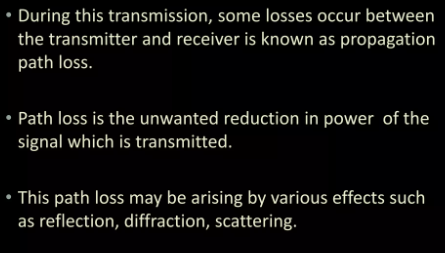 • During this transmission, some losses occur between
the transmitter and receiver is known as propagation
path loss.
• Path loss is the unwanted reduction in power of the
signal which is transmitted.
• This path loss may be arising by various effects such
as reflection, diffraction, scattering.